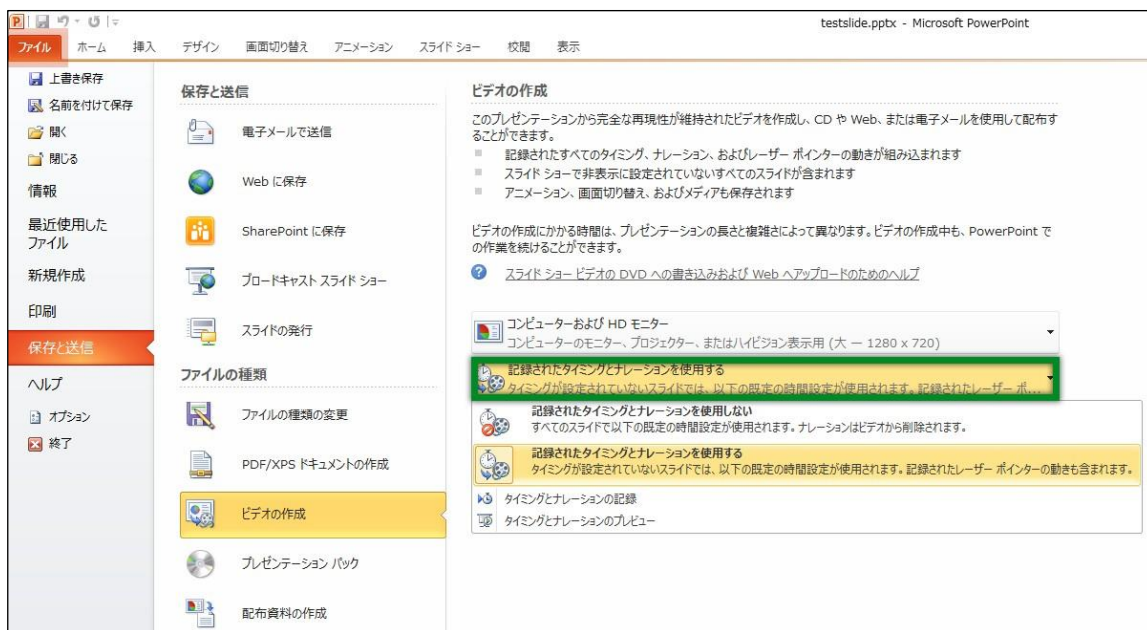 testslide.pptx - Microsoft PowerPoint
ファイル ホーム 挿入 デザイン 画面切り替え アニメーション スライド ショー 校閲 表示
上書き保存
名前を付けて保存
開く
閉じる
情報
最近使用した
ファイル
新規作成
印刷
保存と送信
ヘルプ
オプション
終了
保存と送信
電子メールで送信
Web に保存
SharePoint に保存
ブロードキャスト スライド ショー
スライドの発行
ファイルの種類
ファイルの種類の変更
PDF/XPS ドキュメントの作成
ビデオの作成
プレゼンテーション パック
配布資料の作成
ビデオの作成
このプレゼンテーションから完全な再現性が維持されたビデオを作成し、CD や Web、または電子メールを使用して配布す
ることができます。
記録されたすべてのタイミング、ナレーション、およびレーザー ポインターの動きが組み込まれます
スライド ショーで非表示に設定されていないすべてのスライドが含まれます
アニメーション、画面切り替え、およびメディアも保存されます
ビデオの作成にかかる時間は、プレゼンテーションの長さと複雑さによって異なります。ビデオの作成中も、PowerPoint で
の作業を続けることができます。
スライド ショー ビデオの DVD への書き込みおよび Web へアップロードのためのヘルプ
コンピューターおよび HD モニター
コンピューターのモニター、プロジェクター、またはハイビジョン表示用 (大 — 1280 x 720)
記録されたタイミングとナレーションを使用する
タイミングが設定されていないスライドでは、以下の既定の時間設定が使用されます。記録されたレーザー ポ...
記録されたタイミングとナレーションを使用しない
すべてのスライドで以下の既定の時間設定が使用されます。ナレーションはビデオから削除されます。
記録されたタイミングとナレーションを使用する
タイミングが設定されていないスライドでは、以下の既定の時間設定が使用されます。記録されたレーザー ポインターの動きも含まれます。
タイミングとナレーションの記録
タイミングとナレーションのプレビュー